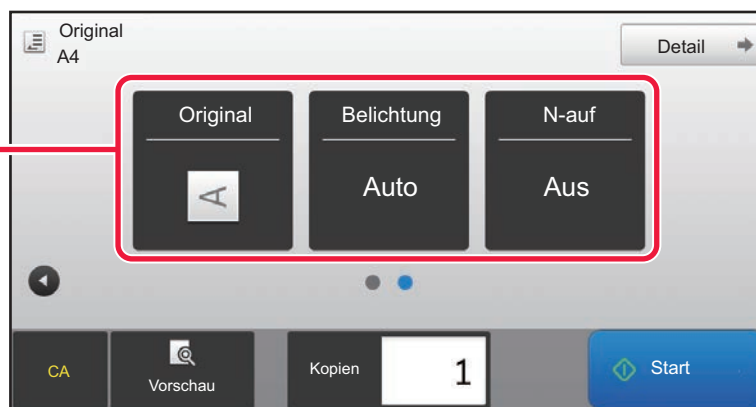 Original
A4
Detail
Original
Belichtung
N-auf
A
Auto
Aus
CA
Vorschau
Kopien
1
Start